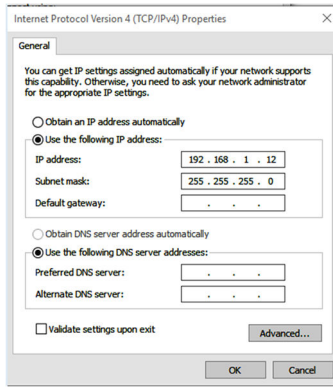 Internet Protocol Version 4 (TCP/IPv4) Properties
General
You can get IP settings assigned automatically if your network supports
this capability. Otherwise, you need to ask your network administrator
for the appropriate IP settings.
Obtain an IP address automatically
Use the following IP address:
IP address: 192 . 168 . 1 . 12
Subnet mask: 255 . 255 . 255 . 0
Default gateway: . . .
Obtain DNS server address automatically
Use the following DNS server addresses:
Preferred DNS server: . . .
Alternate DNS server: . . .
Validate settings upon exit
Advanced...
OK Cancel